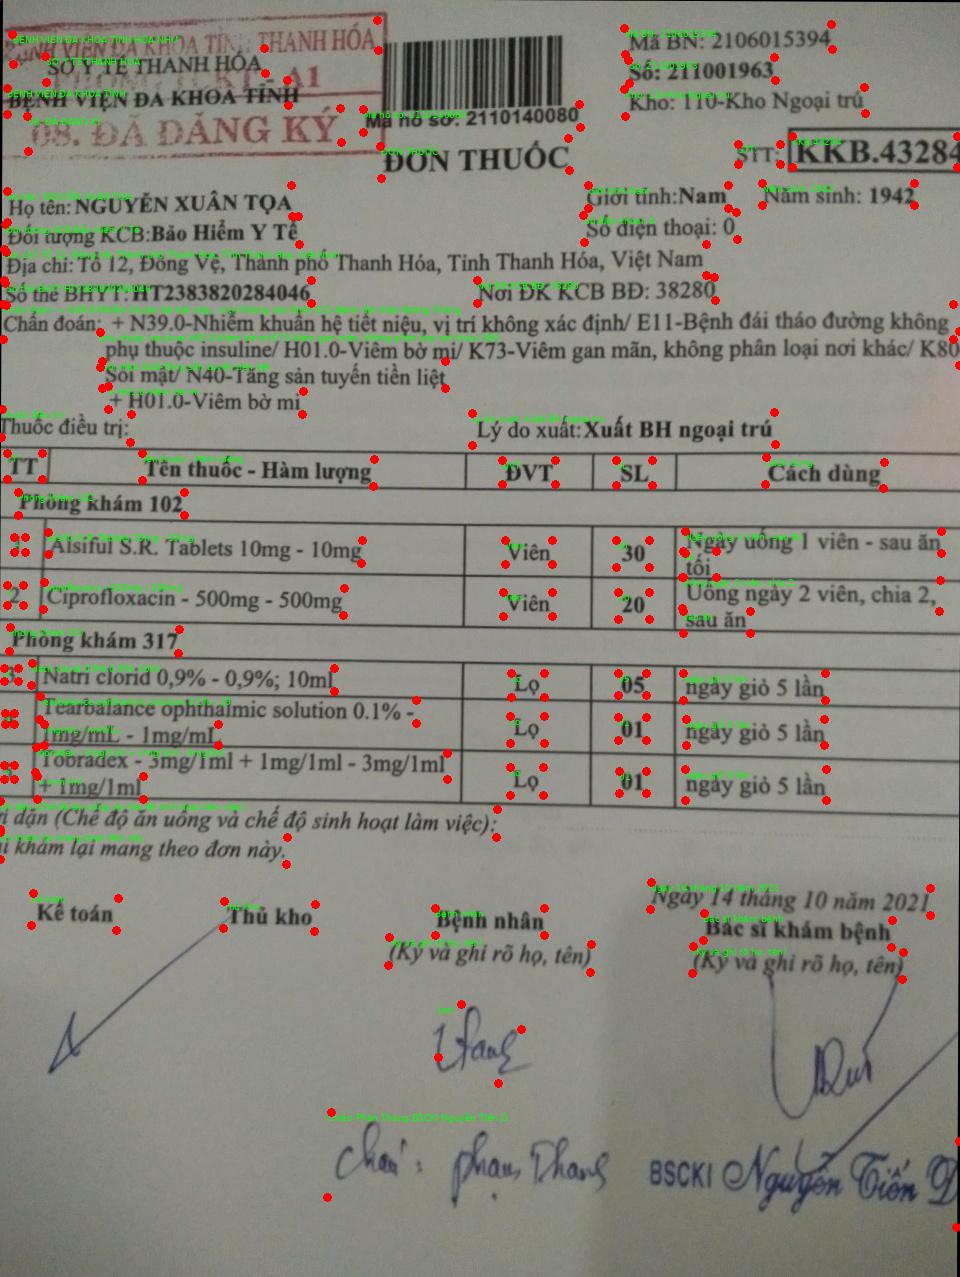 BỆNH VIỆN ĐA KHOA TỈNH THANH HÓA
SỞ Y TẾ THANH HÓA
A1
BỆNH VIỆN ĐA KHOA TỈNH
08. ĐÃ ĐĂNG KÝ
Mã hồ sơ: 2110140080
Mã BN: 2106015394
Số: 211001963
Kho: 110-Kho Ngoại trú
ĐƠN THUỐC
STT: KKB.43284
Họ tên: NGUYỄN XUÂN TỌA Giới tính: Nam Năm sinh: 1942
Đối tượng KCB: Bảo Hiểm Y Tế Số điện thoại: 0
Địa chỉ: Tổ 12, Đông Vệ, Thành phố Thanh Hóa, Tỉnh Thanh Hóa, Việt Nam
Số thẻ BHYT: HT2383820284046 Nơi ĐK KCB BĐ: 38280
Chẩn đoán: + N39.0-Nhiễm khuẩn hệ tiết niệu, vị trí không xác định/ E11-Bệnh đái tháo đường không
phụ thuộc insuline/ H01.0-Viêm bờ mi/ K73-Viêm gan mãn, không phân loại nơi khác/ K80
Sỏi mật/ N40-Tăng sản tuyến tiền liệt
+ H01.0-Viêm bờ mi
Thuốc điều trị: Lý do xuất: Xuất BH ngoại trú
TT Tên thuốc - Hàm lượng ĐVT SL Cách dùng
Phòng khám 102
1 Alsiful S.R. Tablets 10mg - 10mg Viên 30 Ngày uống 1 viên - sau ăn
tối
2 Ciprofloxacin - 500mg - 500mg Viên 20 Uống ngày 2 viên, chia 2,
sau ăn
Phòng khám 317
3 Natri clorid 0,9% - 0,9%; 10ml Lọ 05 ngày giỏ 5 lần
4 Tearbalance ophthalmic solution 0.1% -
1mg/mL - 1mg/mL Lọ 01 ngày giỏ 5 lần
5 Tobradex - 3mg/1ml + 1mg/1ml - 3mg/1ml
+ 1mg/1ml Lọ 01 ngày giỏ 5 lần
dặn (Chế độ ăn uống và chế độ sinh hoạt làm việc):
khám lại mang theo đơn này.
Ngày 14 tháng 10 năm 2021
Kế toán Thủ kho Bệnh nhân Bác sĩ khám bệnh
(Ký và ghi rõ họ, tên) (Ký và ghi rõ họ, tên)
phạm Thang
BSCKI Nguyễn Tiến